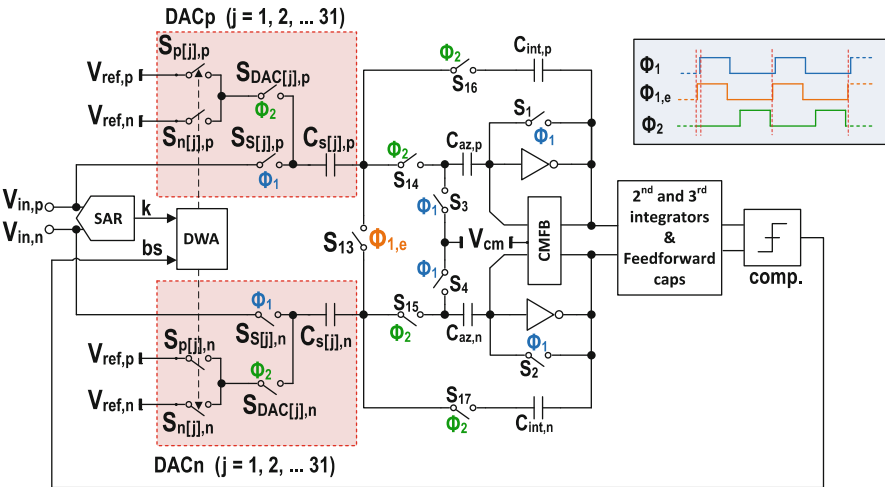 DACp (j = 1, 2, ... 31)
Sp[j],p
Vref,p
SDAC[j],p
Φ2
Vref,n
Sn[j],p
SS[j],p
Φ1
Cs[j],p
Φ2
S16
Cint,p
S1
Φ1
Φ2
S14
Caz,p
Φ1
S3
Φ1
Φ1,e
Φ2
Vin,p
Vin,n
SAR
k
bs
DWA
S13
Φ1,e
Vcm
CMFB
Φ1
S4
2nd and 3rd
integrators
&
Feedforward
caps
comp.
Φ1
SS[j],n
Cs[j],n
S15
Φ2
Caz,n
Φ1
S2
Sp[j],n
Vref,p
Φ2
SDAC[j],n
Vref,n
Sn[j],n
S17
Φ2
Cint,n
DACn (j = 1, 2, ... 31)